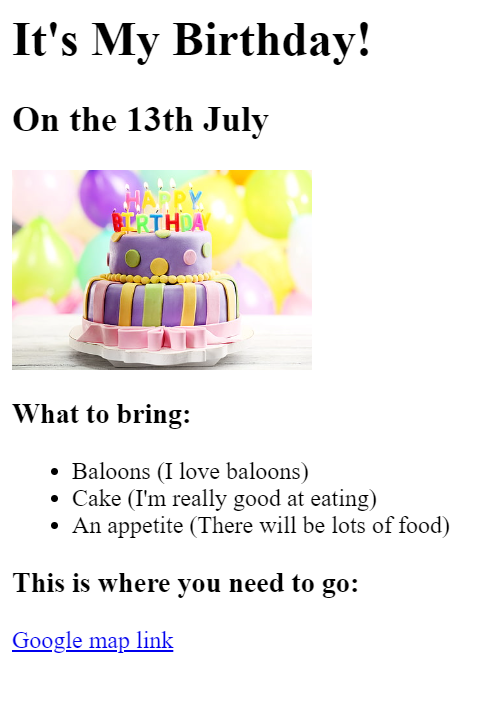 It's My Birthday!
On the 13th July
HAPPY
BIRTHDAY
What to bring:
Baloons (I love baloons)
Cake (I'm really good at eating)
An appetite (There will be lots of food)
This is where you need to go:
Google map link